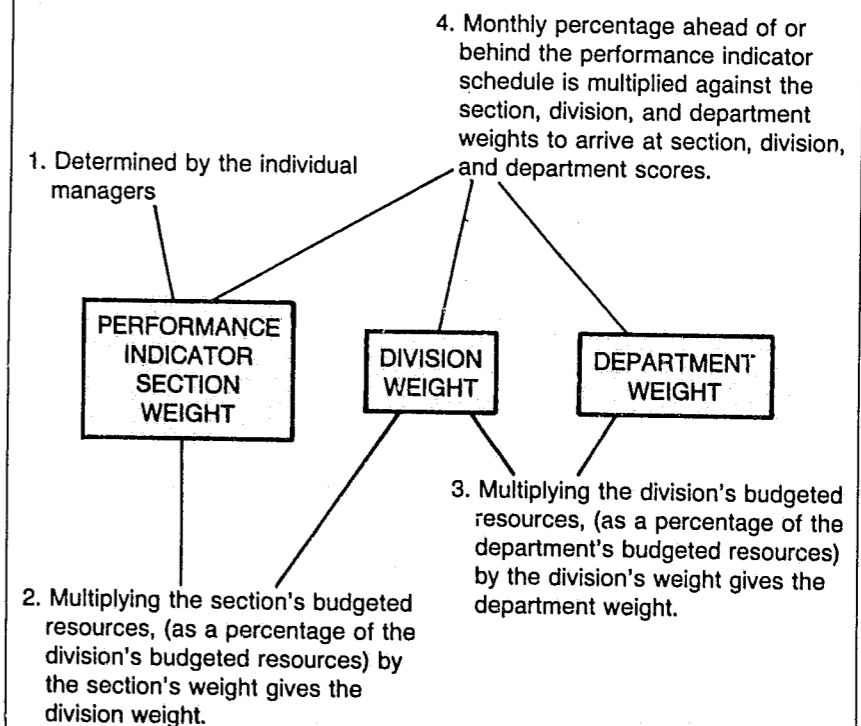 4. Monthly percentage ahead of or
behind the performance indicator
schedule is multiplied against the
section, division, and department
weights to arrive at section, division,
and department scores.
1. Determined by the individual
managers
PERFORMANCE
INDICATOR
SECTION
WEIGHT
DIVISION
WEIGHT
DEPARTMENT
WEIGHT
3. Multiplying the division's budgeted
resources, (as a percentage of the
department's budgeted resources)
by the division's weight gives the
department weight.
2. Multiplying the section's budgeted
resources, (as a percentage of the
division's budgeted resources) by
the section's weight gives the
division weight.